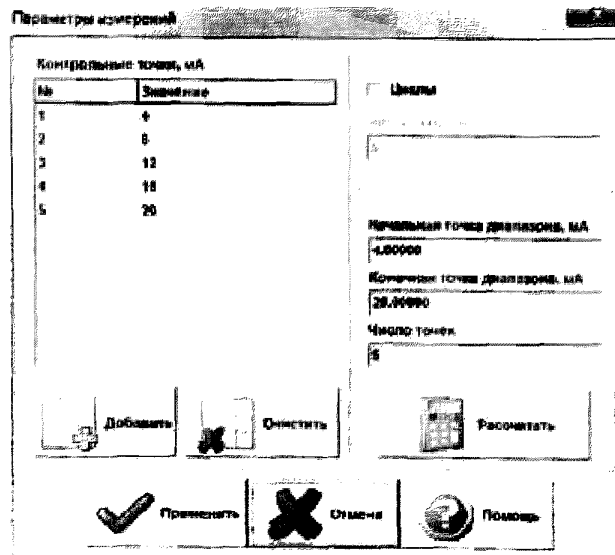 Параметры измерений
Контрольные точки, мА
№ Значение
1 4
2 8
3 12
4 16
5 20
Циклы
Начальная точка диапазона, мА
4.00000
Конечная точка диапазона, мА
20.00000
Число точек
5
Добавить
Очистить
Рассчитать
Применить
Отмена
Помощь